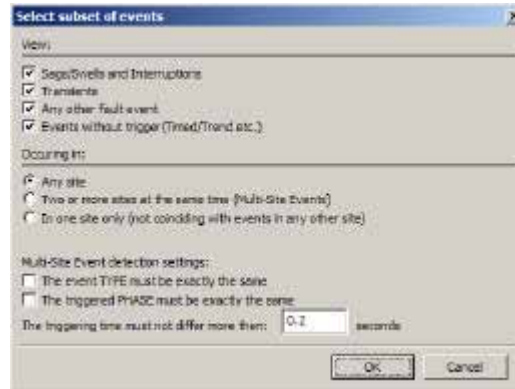 Select subset of events
View:
Sags/Swells and Interruptions
Transients
Any other fault event
Events without trigger (Timed/Trend etc.)
Occuring in:
Any site
Two or more sites at the same time (Multi-Site Events)
In one site only (not coinciding with events in any other site)
Multi-Site Event detection settings:
The event TYPE must be exactly the same
The triggered PHASE must be exactly the same
The triggering time must not differ more then: 0.2 seconds
OK Cancel